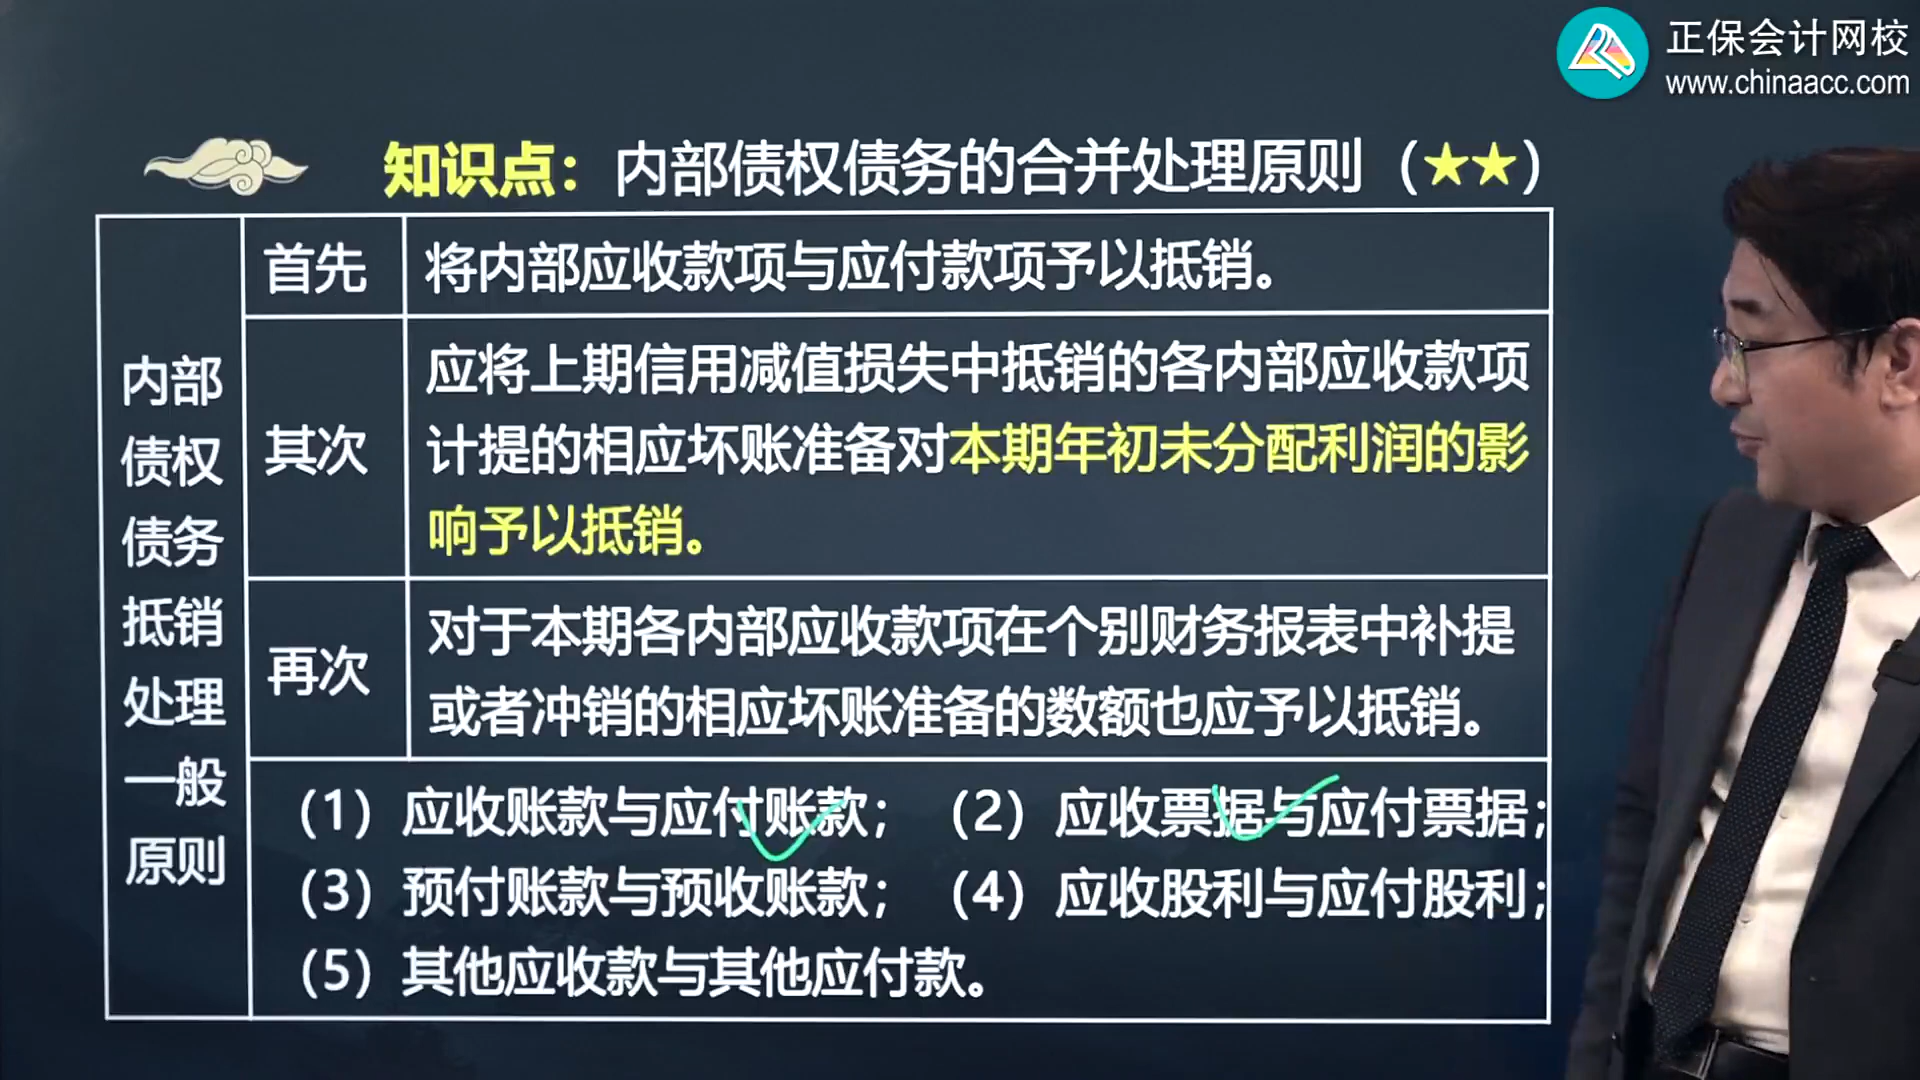 正保会计网校
www.chinaacc.com
知识点：内部债权债务的合并处理原则（★★）
内部
债权
债务
抵销
处理
一般
原则
首先
将内部应收款项与应付款项予以抵销。
其次
应将上期信用减值损失中抵销的各内部应收款项
计提的相应坏账准备对本期年初未分配利润的影
响予以抵销。
再次
对于本期各内部应收款项在个别财务报表中补提
或者冲销的相应坏账准备的数额也应予以抵销。
（1）应收账款与应付账款；（2）应收票据与应付票据；
（3）预付账款与预收账款；（4）应收股利与应付股利；
（5）其他应收款与其他应付款。